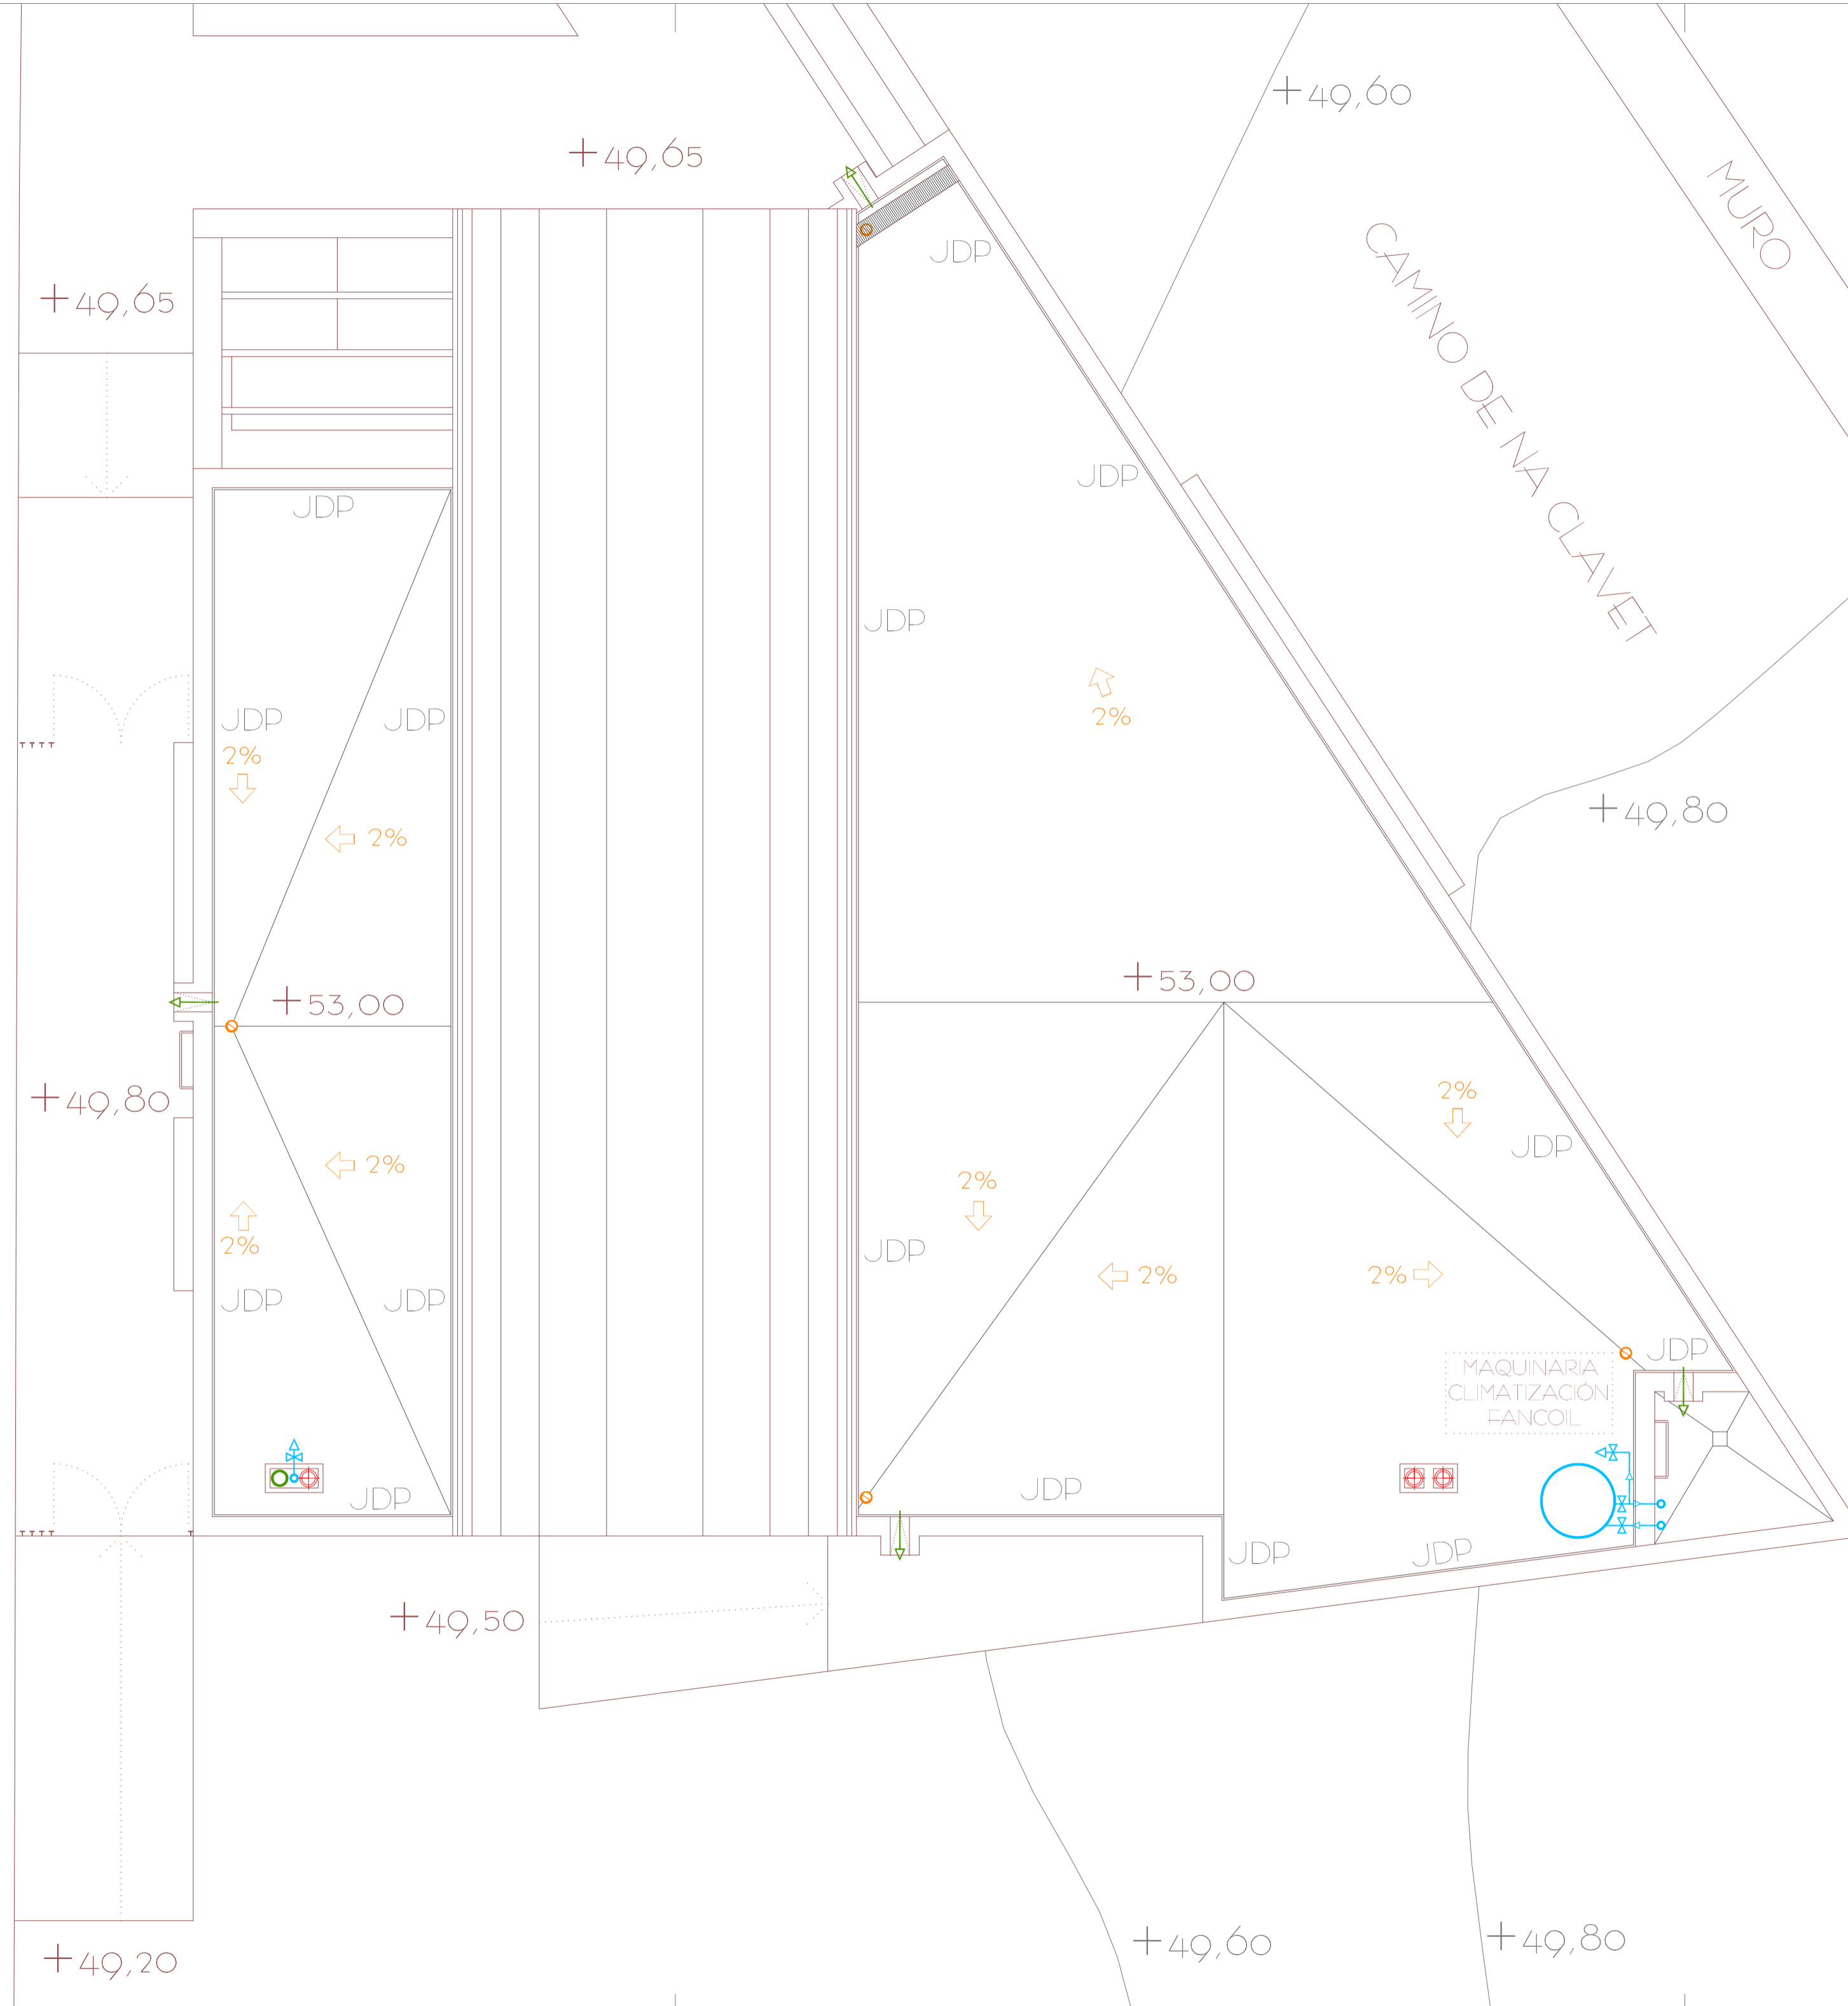 +49,60
+49,65
MURO
CAMINO DE NA CLAVET
JDP
+49,65
JDP
JDP
JDP
JDP
JDP
2%
2%
2%
+49,80
+53,00
+53,00
2%
+49,80
2%
JDP
2%
2%
2%
JDP
2%
2%
JDP
JDP
JDP
MAQUINARIA
CLIMATIZACIÓN
FANCOIL
JDP
JDP
JDP
JDP
+49,50
+49,60
+49,80
+49,20